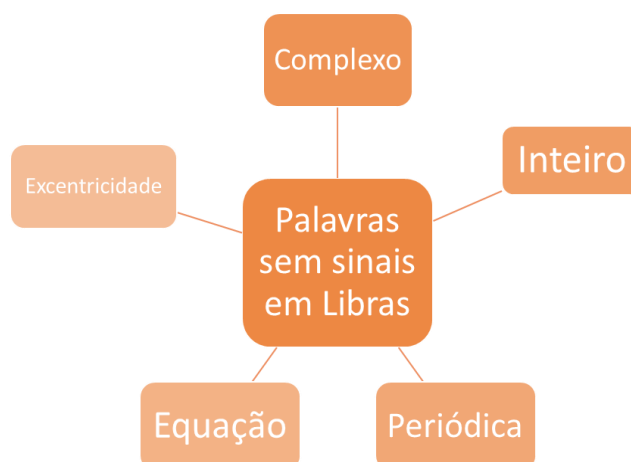 Complexo
Inteiro
Excentricidade
Palavras
sem sinais
em Libras
Equação
Periódica